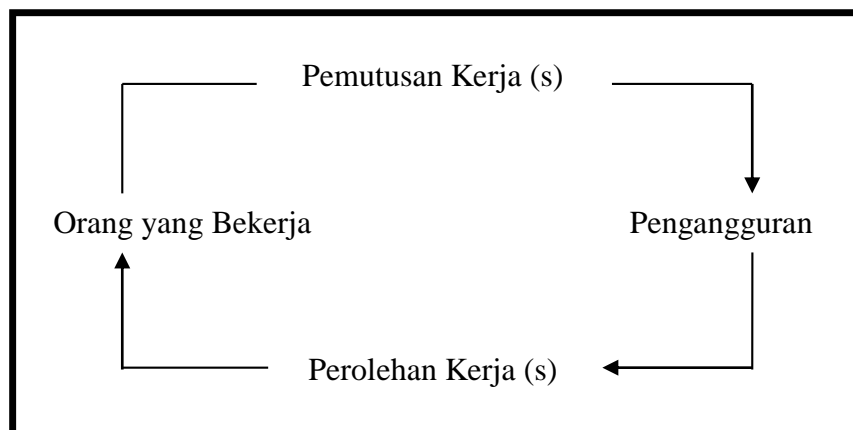 Pemutusan Kerja (s)
Orang yang Bekerja
Pengangguran
Perolehan Kerja (s)